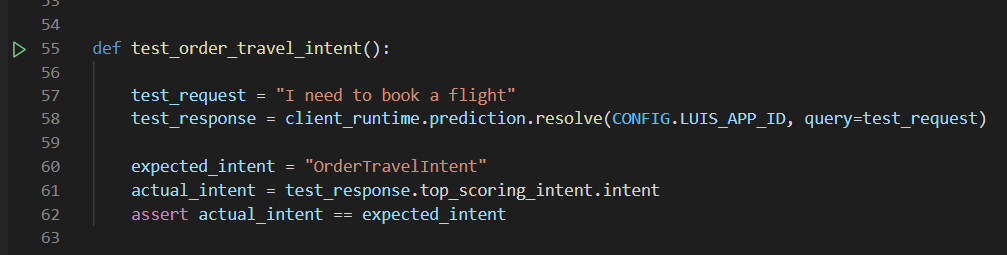 53
54
55 def test_order_travel_intent():
56
57 test_request = "I need to book a flight"
58 test_response = client_runtime.prediction.resolve(CONFIG.LUIS_APP_ID, query=test_request)
59
60 expected_intent = "OrderTravelIntent"
61 actual_intent = test_response.top_scoring_intent.intent
62 assert actual_intent == expected_intent
63